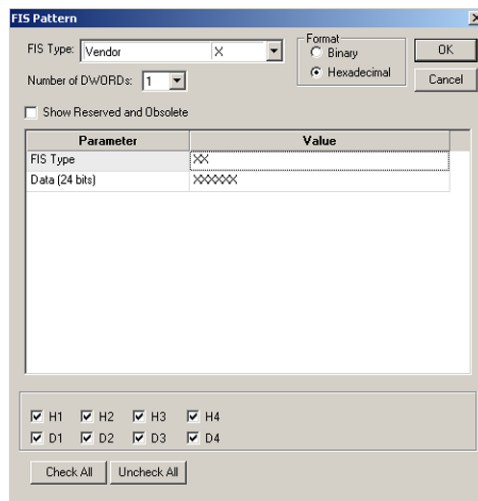 FIS Pattern
FIS Type: Vendor X
Format
Binary
Hexadecimal
OK
Cancel
Number of DWORDs: 1
Show Reserved and Obsolete
Parameter Value
FIS Type XX
Data (24 bits) XXXXXX
H1 H2 H3 H4
D1 D2 D3 D4
Check All Uncheck All